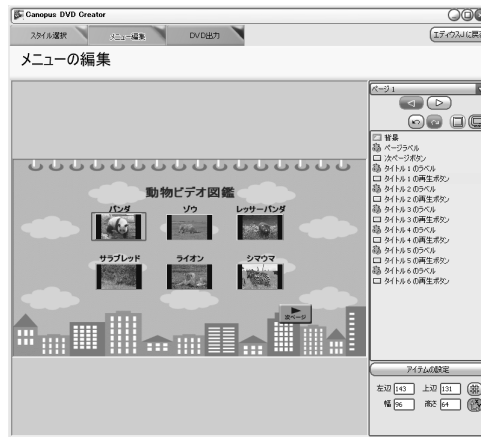 Canopus DVD Creator
スタイル選択
メニュー編集
DVD出力
エディウスJに戻
メニューの編集
動物ビデオ図鑑
パンダ
ゾウ
レッサーパンダ
サラブレッド
ライオン
シマウマ
次ページ
ページ 1
背景
ページラベル
次ページボタン
タイトル 1 のラベル
タイトル 1 の再生ボタン
タイトル 2 のラベル
タイトル 2 の再生ボタン
タイトル 3 のラベル
タイトル 3 の再生ボタン
タイトル 4 のラベル
タイトル 4 の再生ボタン
タイトル 5 のラベル
タイトル 5 の再生ボタン
タイトル 6 のラベル
タイトル 6 の再生ボタン
アイテムの設定
左辺 143 上辺 131
幅 96 高さ 64